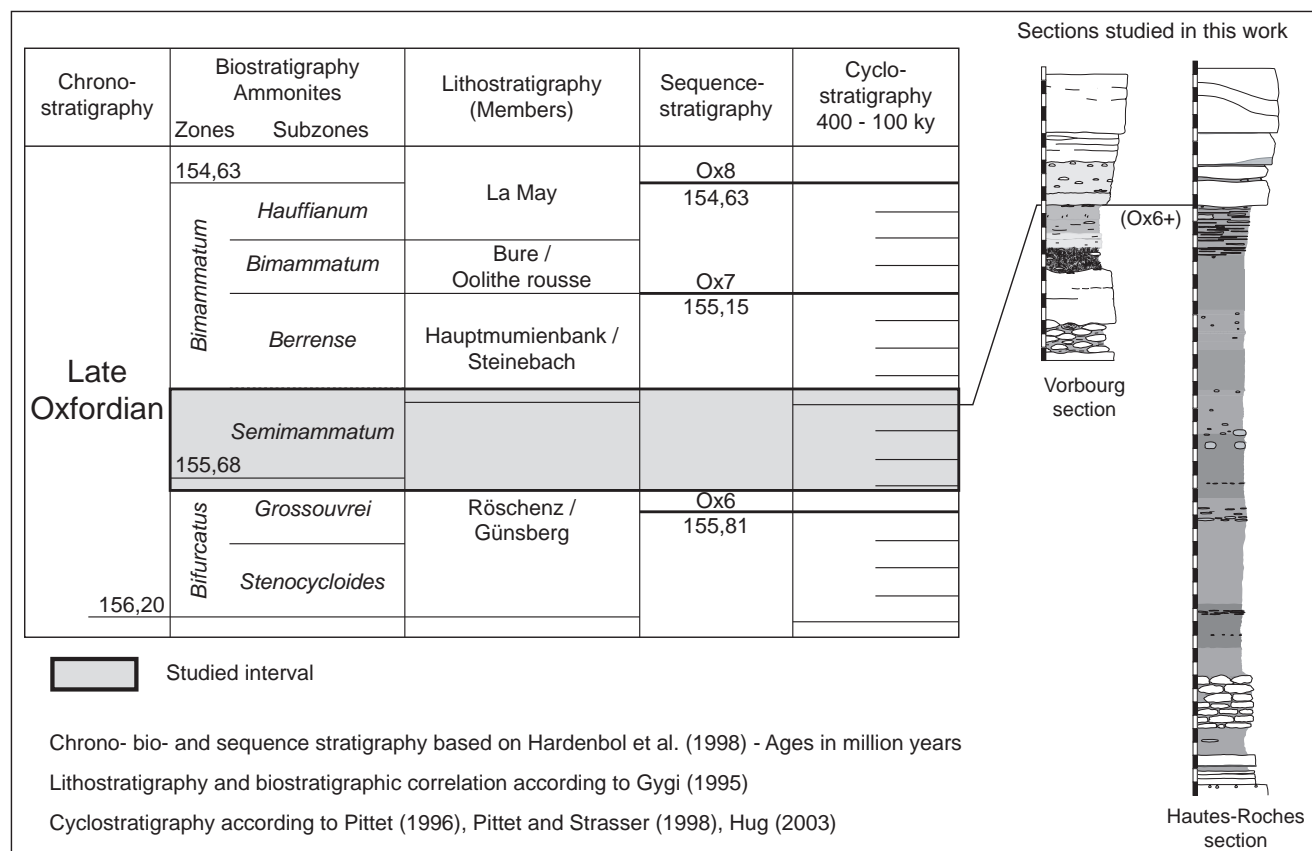 Sections studied in this work
Chrono-
stratigraphy
Biostratigraphy
Ammonites
Zones Subzones
Lithostratigraphy
(Members)
Sequence-
stratigraphy
Cyclo-
stratigraphy
400 - 100 ky
154,63
Ox8
154,63
La May
Hauffianum
Bimammatum
Bimammatum
Bure /
Oolithe rousse
Ox7
155,15
Berrense
Hauptmumienbank /
Steinebach
Late
Oxfordian
Semimammatum
155,68
Bifurcatus
Grossouvrei
Röschenz /
Günsberg
Ox6
155,81
Stenocycloides
156,20
(Ox6+)
Vorbourg
section
Hautes-Roches
section
Studied interval
Chrono- bio- and sequence stratigraphy based on Hardenbol et al. (1998) - Ages in million years
Lithostratigraphy and biostratigraphic correlation according to Gygi (1995)
Cyclostratigraphy according to Pittet (1996), Pittet and Strasser (1998), Hug (2003)